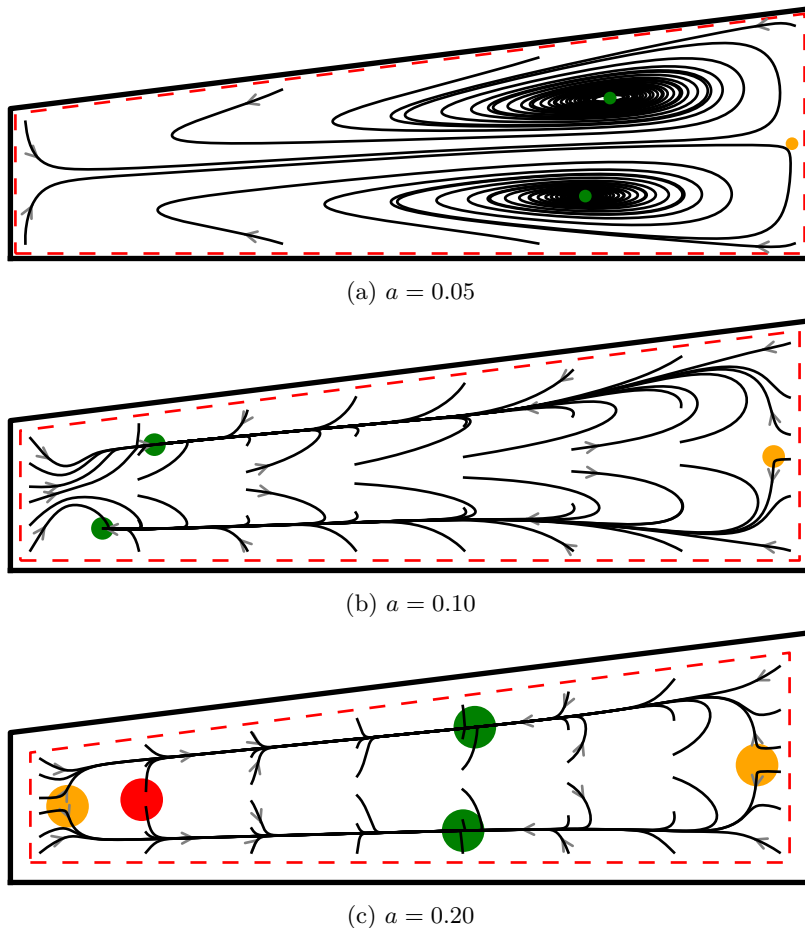 (a) a = 0.05
(b) a = 0.10
(c) a = 0.20